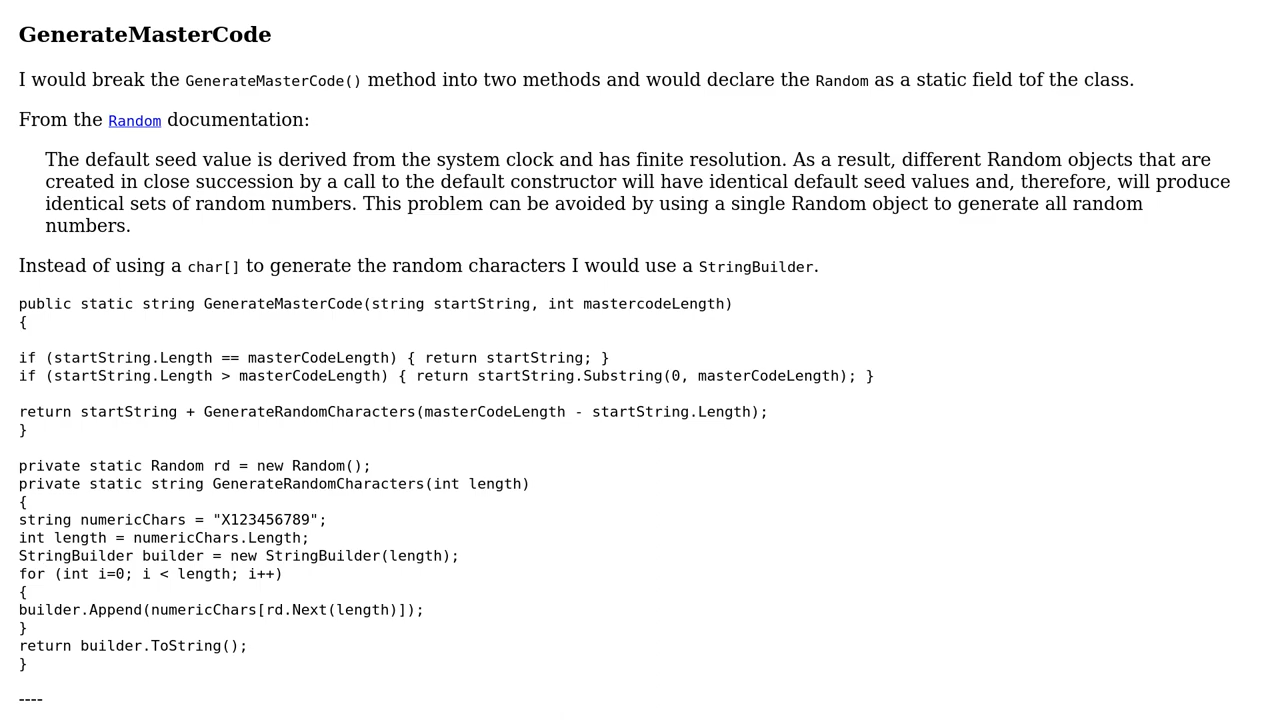 GenerateMasterCode
I would break the GenerateMasterCode() method into two methods and would declare the Random as a static field tof the class.
From the Random documentation:
The default seed value is derived from the system clock and has finite resolution. As a result, different Random objects that are
created in close succession by a call to the default constructor will have identical default seed values and, therefore, will produce
identical sets of random numbers. This problem can be avoided by using a single Random object to generate all random
numbers.
Instead of using a char[] to generate the random characters I would use a StringBuilder.
public static string GenerateMasterCode(string startString, int mastercodeLength)
{
if (startString.Length == masterCodeLength) { return startString; }
if (startString.Length > masterCodeLength) { return startString.Substring(0, masterCodeLength); }
return startString + GenerateRandomCharacters(masterCodeLength - startString.Length);
}
private static Random rd = new Random();
private static string GenerateRandomCharacters(int length)
{
string numericChars = "X123456789";
int length = numericChars.Length;
StringBuilder builder = new StringBuilder(length);
for (int i=0; i < length; i++)
{
builder.Append(numericChars[rd.Next(length)]);
}
return builder.ToString();
}
----